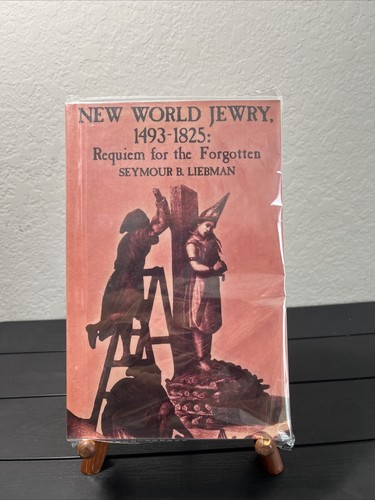 NEW WORLD JEWRY,
1493-1825:
Requiem for the Forgotten
SEYMOUR B. LIEBMAN